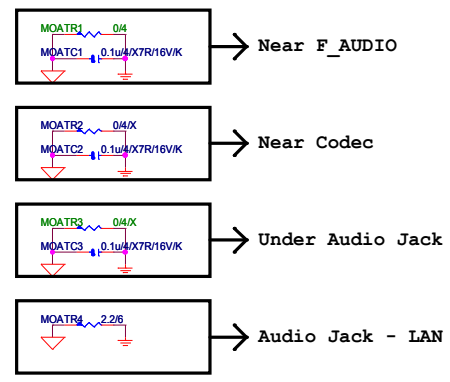 MOATR1 0/4
MOATC1 0.1u/4/X7R/16V/K
Near F_AUDIO
MOATR2 0/4/X
MOATC2 0.1u/4/X7R/16V/K
Near Codec
MOATR3 0/4/X
MOATC3 0.1u/4/X7R/16V/K
Under Audio Jack
MOATR4 2.2/6
Audio Jack - LAN